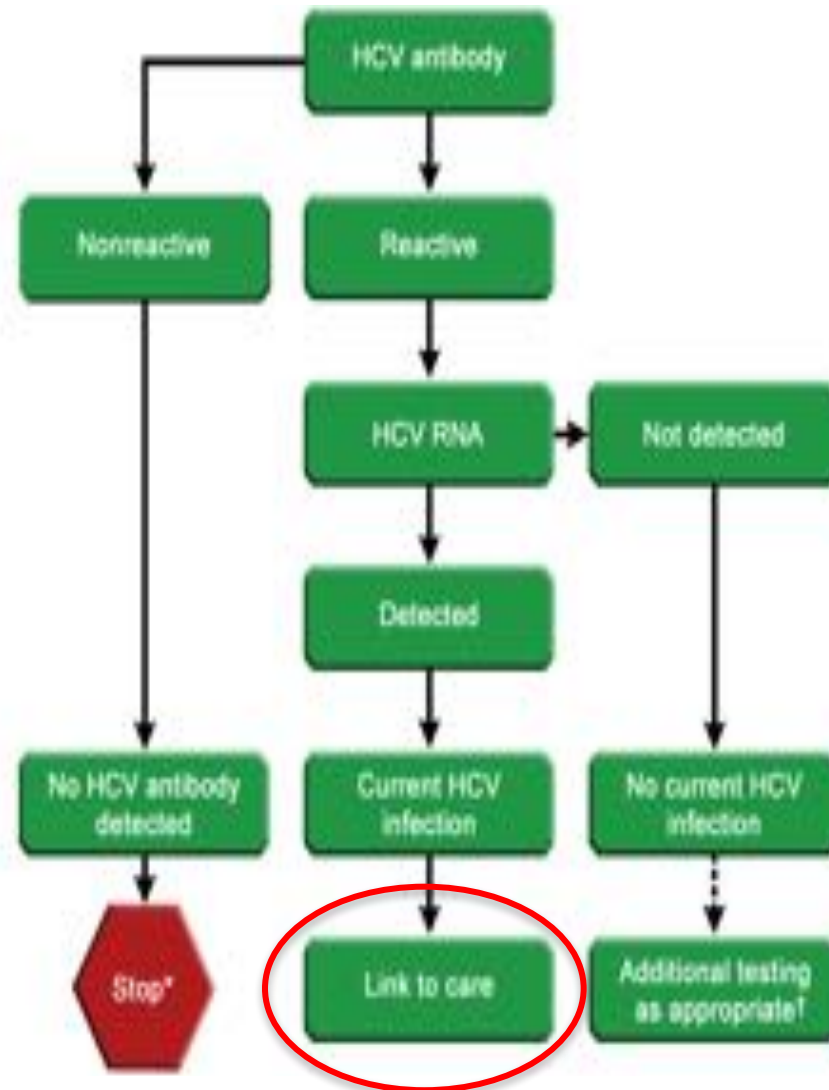 HCV antibody
Nonreactive
Reactive
HCV RNA
Not detected
Detected
No HCV antibody
detected
Current HCV
infection
No current HCV
infection
Stop*
Link to care
Additional testing
as appropriate†